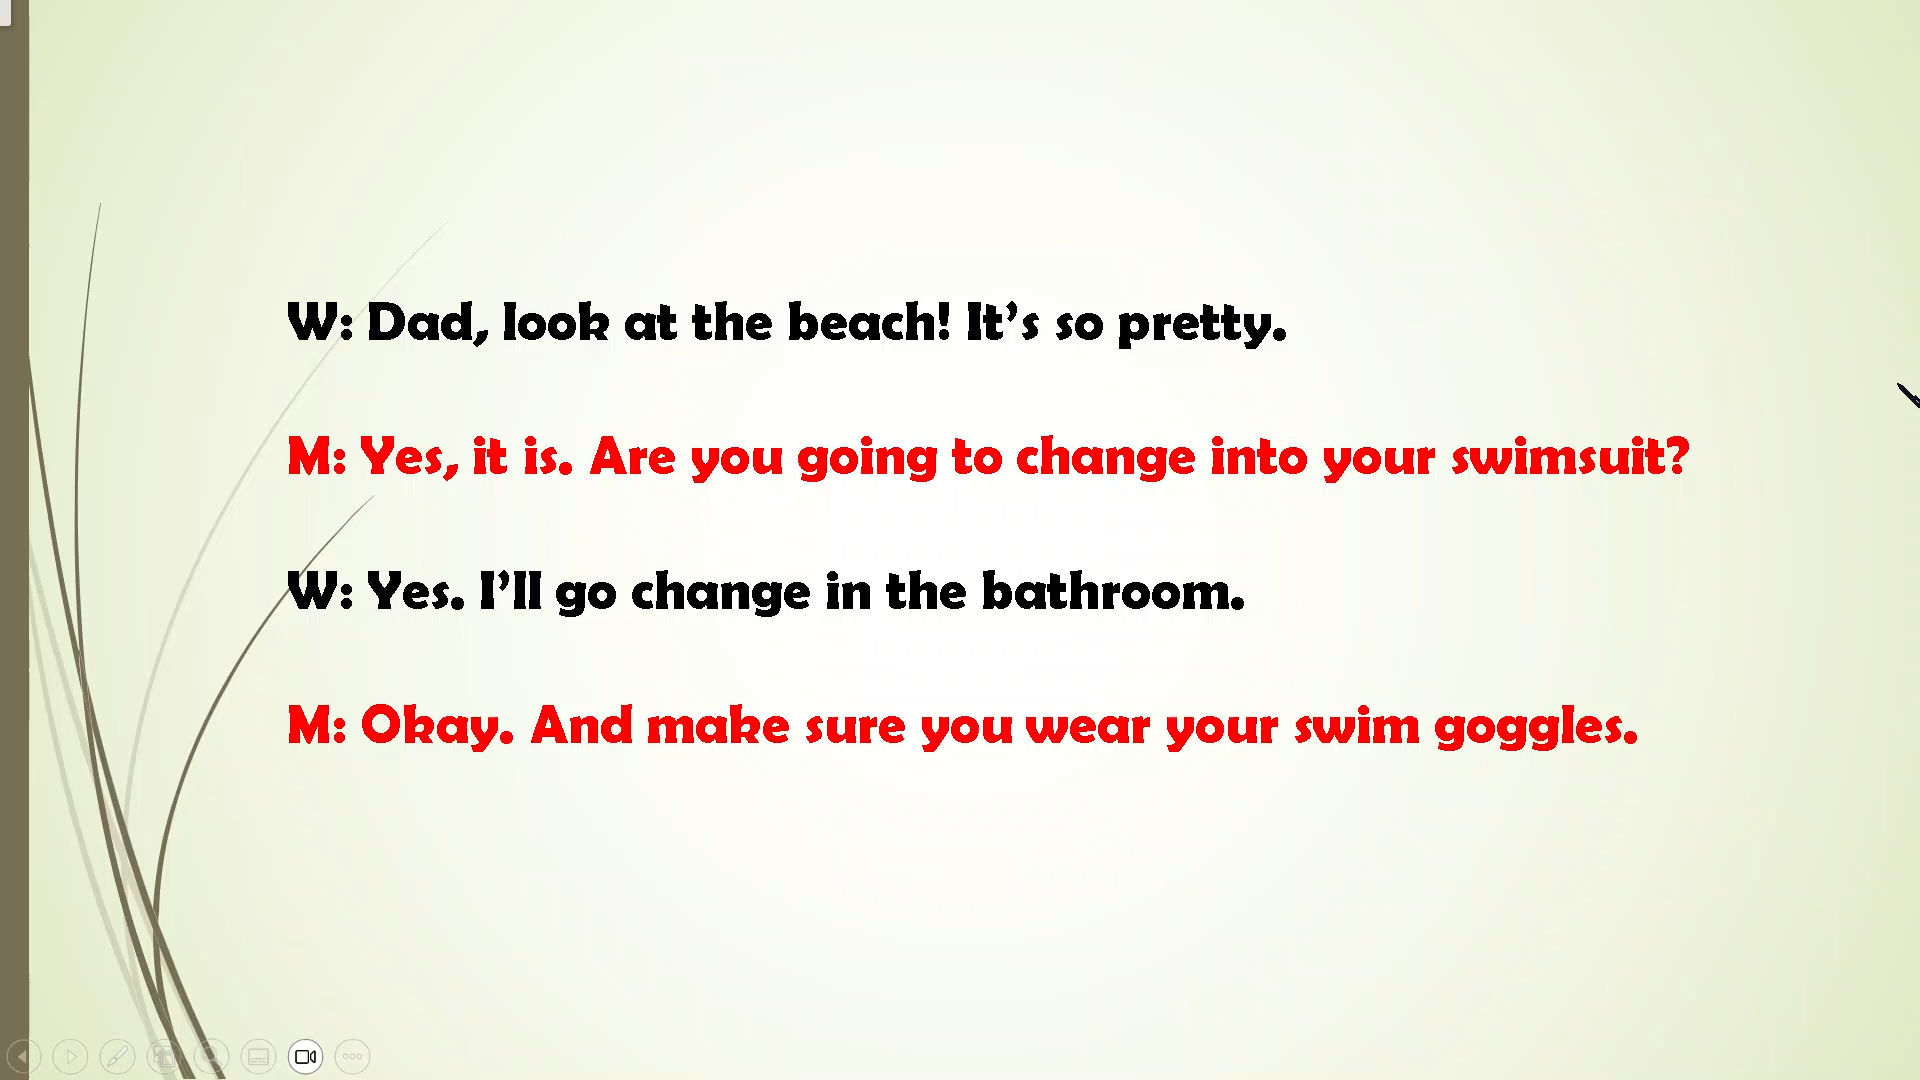 W: Dad, look at the beach! It’s so pretty.
M: Yes, it is. Are you going to change into your swimsuit?
W: Yes. I’ll go change in the bathroom.
M: Okay. And make sure you wear your swim goggles.